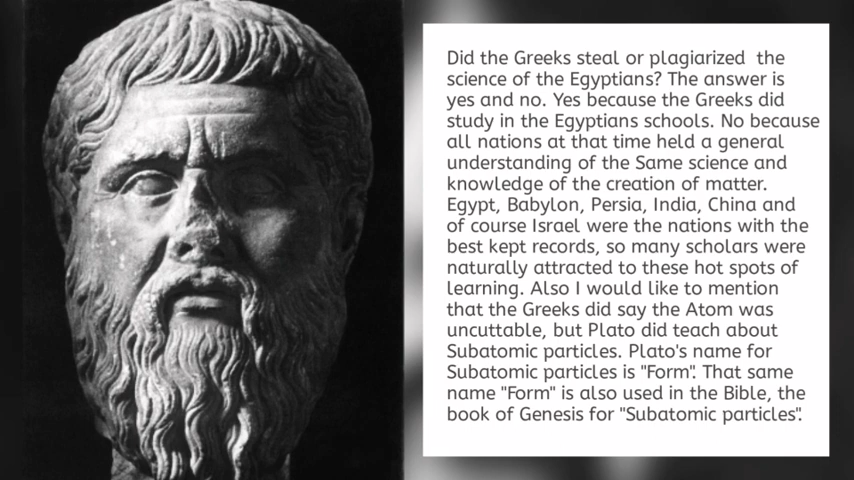 Did the Greeks steal or plagiarized  the
science of the Egyptians? The answer is
yes and no. Yes because the Greeks did
study in the Egyptians schools. No because
all nations at that time held a general
understanding of the Same science and
knowledge of the creation of matter.
Egypt, Babylon, Persia, India, China and
of course Israel were the nations with the
best kept records, so many scholars were
naturally attracted to these hot spots of
learning. Also I would like to mention
that the Greeks did say the Atom was
uncuttable, but Plato did teach about
Subatomic particles. Plato's name for
Subatomic particles is "Form". That same
name "Form" is also used in the Bible, the
book of Genesis for "Subatomic particles".